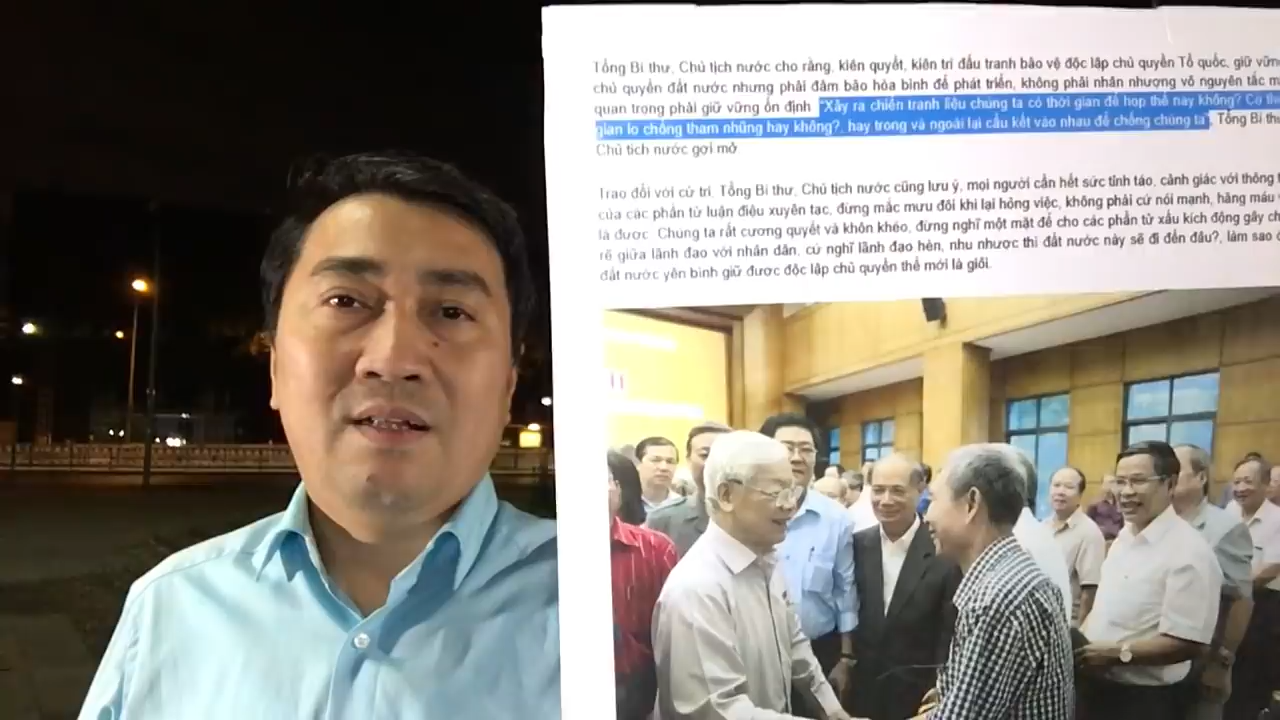 Tổng Bí thư, Chủ tịch nước cho rằng, kiên quyết, kiên trì đấu tranh bảo vệ độc lập chủ quyền Tổ quốc, giữ vững
chủ quyền đất nước nhưng phải đảm bảo hòa bình để phát triển, không phải nhân nhượng vô nguyên tắc mà
quan trọng phải giữ vững ổn định. "Xảy ra chiến tranh liệu chúng ta có thời gian để họp thế này không? Có
gian lo chống tham nhũng hay không?, hay trong và ngoài lại cấu kết vào nhau để chống chúng ta", Tổng Bí thư
Chủ tịch nước gợi mở
Trao đổi với cử tri, Tổng Bí thư, Chủ tịch nước cũng lưu ý, mọi người cần hết sức tỉnh táo, cảnh giác với thông
của các phần tử luận điệu xuyên tạc, đừng mắc mưu đôi khi lại hỏng việc, không phải cứ nói mạnh, hăng máu
là được. Chúng ta rất cương quyết và khôn khéo, đừng nghĩ một mặt để cho các phần tử xấu kích động gây
rẽ giữa lãnh đạo với nhân dân, cứ nghĩ lãnh đạo hèn, nhu nhược thì đất nước này sẽ đi đến đâu?, làm sao
đất nước yên bình giữ được độc lập chủ quyền thế mới là giỏi.